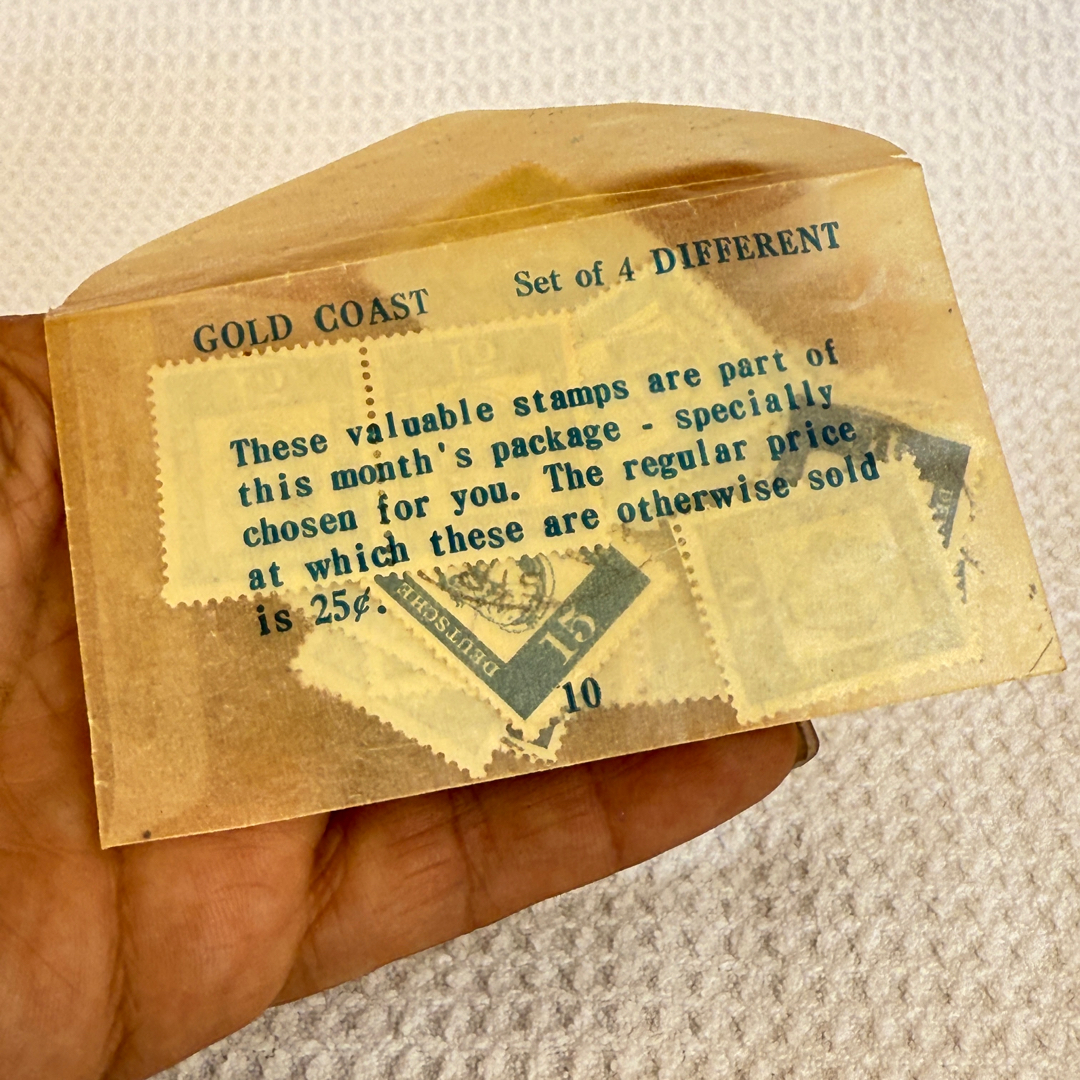 GOLD COAST Set of 4 DIFFERENT
These valuable stamps are part of
this month's package - specially
chosen for you. The regular price
at which these are otherwise sold
is 25¢.
DEUTSCHE
15
10